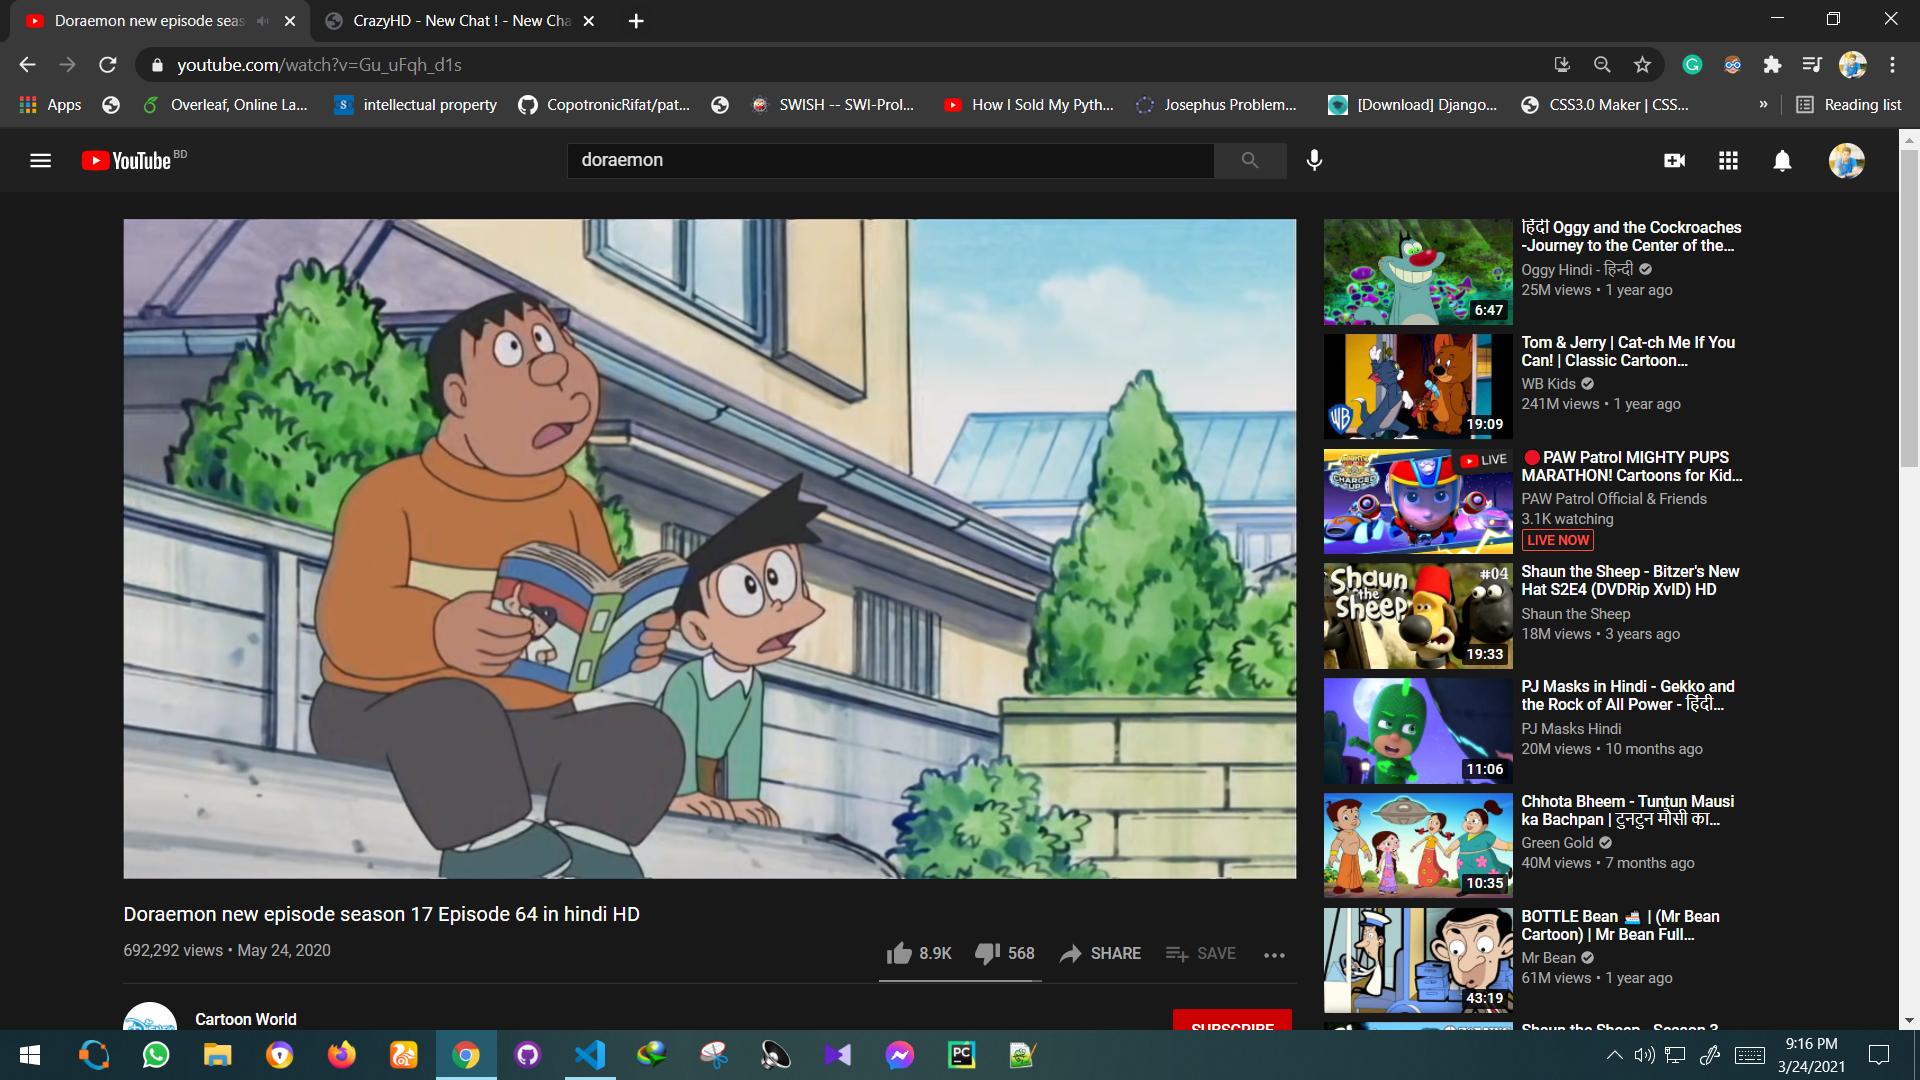 Doraemon new episode seas
CrazyHD - New Chat ! - New Cha
youtube.com/watch?v=Gu_uFqh_d1s
Apps
Overleaf, Online La...
intellectual property
CopotronicRifat/pat...
SWISH -- SWI-Prol...
How I Sold My Pyth...
Josephus Problem...
[Download] Django...
CSS3.0 Maker | CSS...
»
Reading list
YouTube BD
doraemon
Doraemon new episode season 17 Episode 64 in hindi HD
692,292 views • May 24, 2020
8.9K
568
SHARE
SAVE
Cartoon World
SUBSCRIBE
6:47
हिंदी Oggy and the Cockroaches
-Journey to the Center of the...
Oggy Hindi - हिन्दी
25M views • 1 year ago
WB
19:09
Tom & Jerry | Cat-ch Me If You
Can! | Classic Cartoon...
WB Kids
241M views • 1 year ago
CHARGED UP
LIVE
PAW Patrol MIGHTY PUPS
MARATHON! Cartoons for Kid...
PAW Patrol Official & Friends
3.1K watching
LIVE NOW
Shaun
the
Sheep
#04
19:33
Shaun the Sheep - Bitzer's New
Hat S2E4 (DVDRip XvID) HD
Shaun the Sheep
18M views • 3 years ago
11:06
PJ Masks in Hindi - Gekko and
the Rock of All Power - हिंदी...
PJ Masks Hindi
20M views • 10 months ago
10:35
Chhota Bheem - Tuntun Mausi
ka Bachpan | टुनटुन मौसी का...
Green Gold
40M views • 7 months ago
43:19
BOTTLE Bean 🚢 | (Mr Bean
Cartoon) | Mr Bean Full...
Mr Bean
61M views • 1 year ago
Shaun the Sheep - Season 3
PC
9:16 PM
3/24/2021